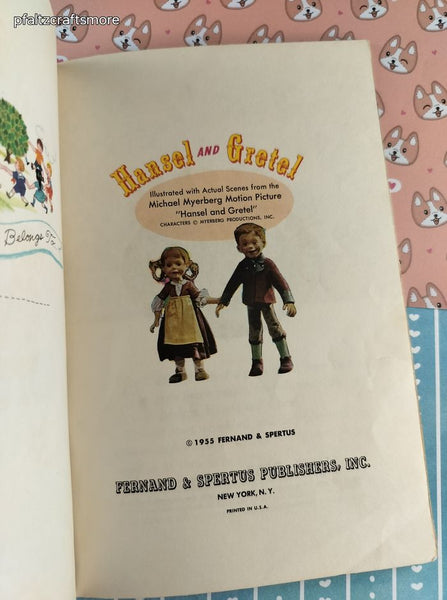 pfaltzcraftsmore
Belongs To
Hansel AND Gretel
Illustrated with Actual Scenes from the
Michael Myerberg Motion Picture
"Hansel and Gretel"
CHARACTERS © MYERBERG PRODUCTIONS, INC.
© 1955 FERNAND & SPERTUS
FERNAND & SPERTUS PUBLISHERS, INC.
NEW YORK, N. Y.
PRINTED IN U.S.A.